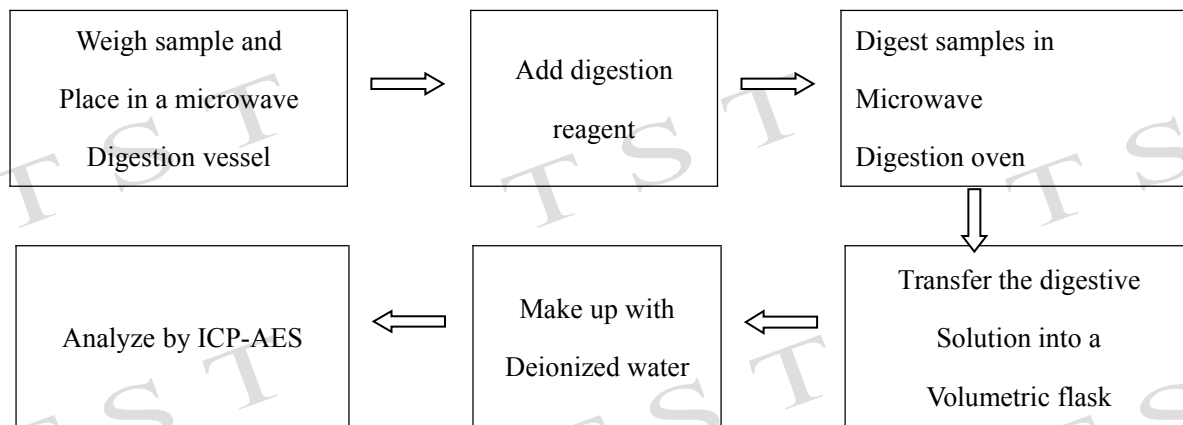 Weigh sample and
Place in a microwave
Digestion vessel
Add digestion
reagent
Digest samples in
Microwave
Digestion oven
Transfer the digestive
Solution into a
Volumetric flask
Make up with
Deionized water
Analyze by ICP-AES
T S T
T S T
T S T
T S T
T S T
T S T